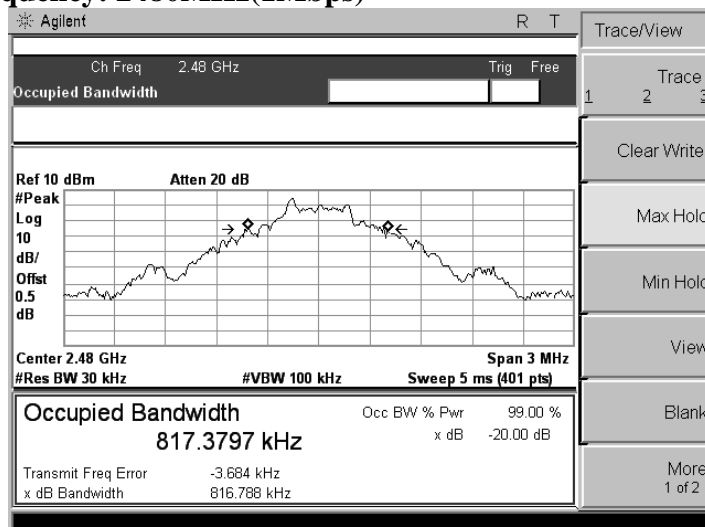 Agilent R T Trace/View
Ch Freq 2.48 GHz Trig Free
Occupied Bandwidth
Trace
1 2 3
Clear Write
Max Hold
Min Hold
View
Blank
More
1 of 2
Ref 10 dBm Atten 20 dB
#Peak
Log
10
dB/
Offst
0.5
dB
Center 2.48 GHz Span 3 MHz
#Res BW 30 kHz #VBW 100 kHz Sweep 5 ms (401 pts)
Occupied Bandwidth Occ BW % Pwr 99.00 %
817.3797 kHz x dB -20.00 dB
Transmit Freq Error -3.684 kHz
x dB Bandwidth 816.788 kHz